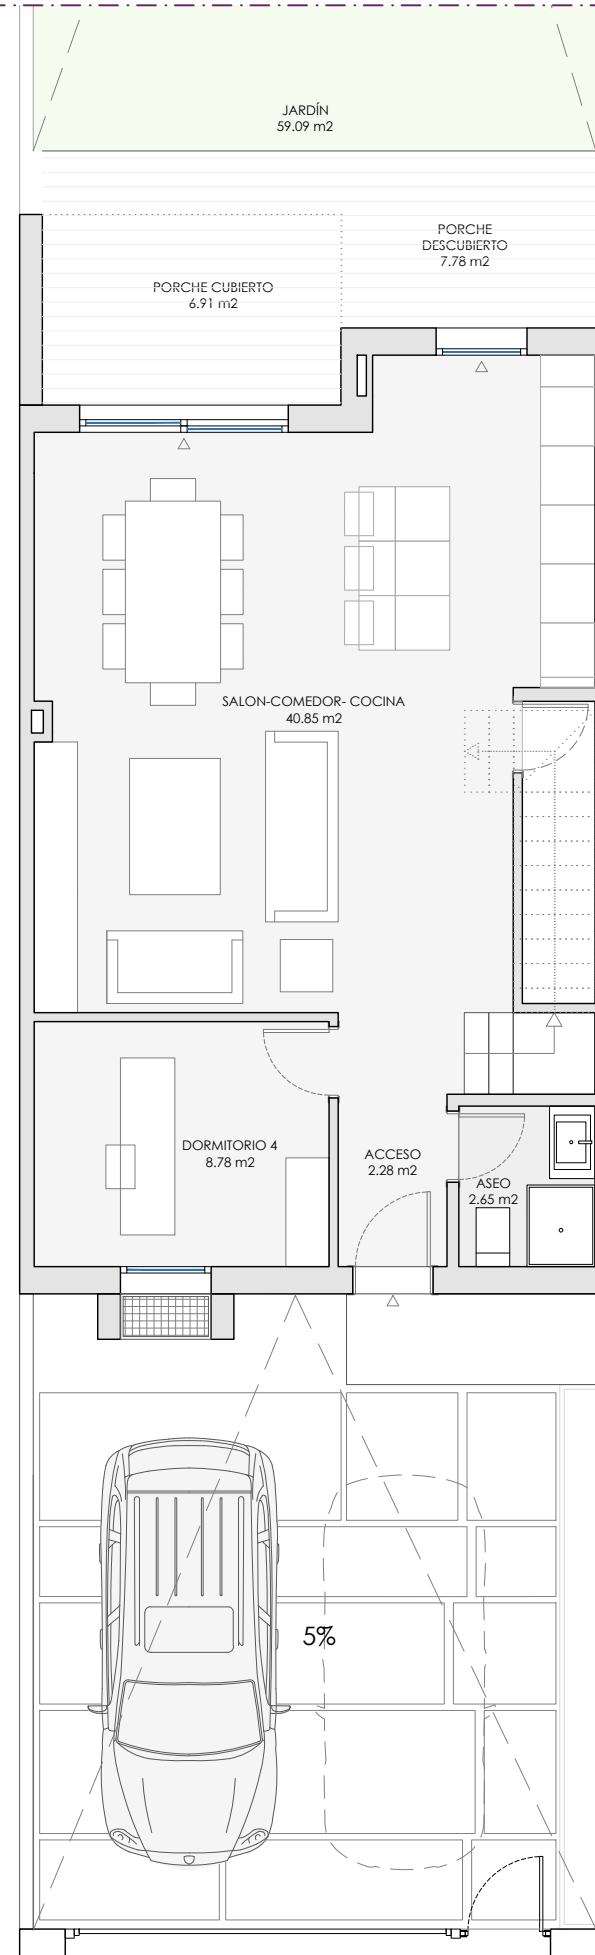 JARDÍN
59.09 m2
PORCHE
DESCUBIERTO
7.78 m2
PORCHE CUBIERTO
6.91 m2
SALON-COMEDOR- COCINA
40.85 m2
DORMITORIO 4
8.78 m2
ACCESO
2.28 m2
ASEO
2.65 m2
5%